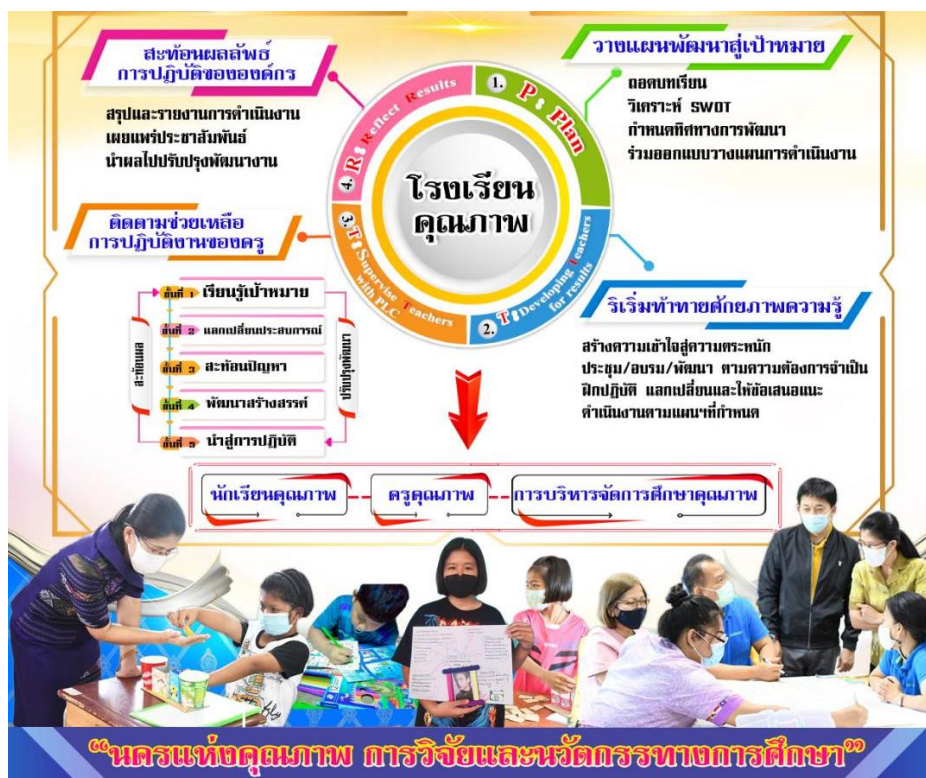 สะท้อนผลลัพธ์
การปฏิบัติขององค์กร
สรุปและรายงานการดำเนินงาน
เผยแพร่ประชาสัมพันธ์
นำผลไปปรับปรุงพัฒนางาน
วางแผนพัฒนาสู่เป้าหมาย
ถอดบทเรียน
วิเคราะห์ SWOT
กำหนดทิศทางการพัฒนา
ร่วมออกแบบวางแผนการดำเนินงาน
1. P : Plan
2. T : Developing Teachers
for results
3. T : Supervise Teachers
with PLC
4. R : Reflect Results
โรงเรียน
คุณภาพ
ติดตามช่วยเหลือ
การปฏิบัติงานของครู
ขั้นที่ 1 เรียนรู้เป้าหมาย
ขั้นที่ 2 แลกเปลี่ยนประสบการณ์
ขั้นที่ 3 สะท้อนปัญหา
ขั้นที่ 4 พัฒนาสร้างสรรค์
ขั้นที่ 5 นำสู่การปฏิบัติ
สะท้อนผล
ปรับปรุงพัฒนา
ริเริ่มท้าทายศักยภาพความรู้
สร้างความเข้าใจสู่ความตระหนัก
ประชุม/อบรม/พัฒนา ตามความต้องการจำเป็น
ฝึกปฏิบัติ แลกเปลี่ยนและให้ข้อเสนอแนะ
ดำเนินงานตามแผนฯที่กำหนด
นักเรียนคุณภาพ
ครูคุณภาพ
การบริหารจัดการศึกษาคุณภาพ
“นครแห่งคุณภาพ การวิจัยและนวัตกรรมทางการศึกษา”